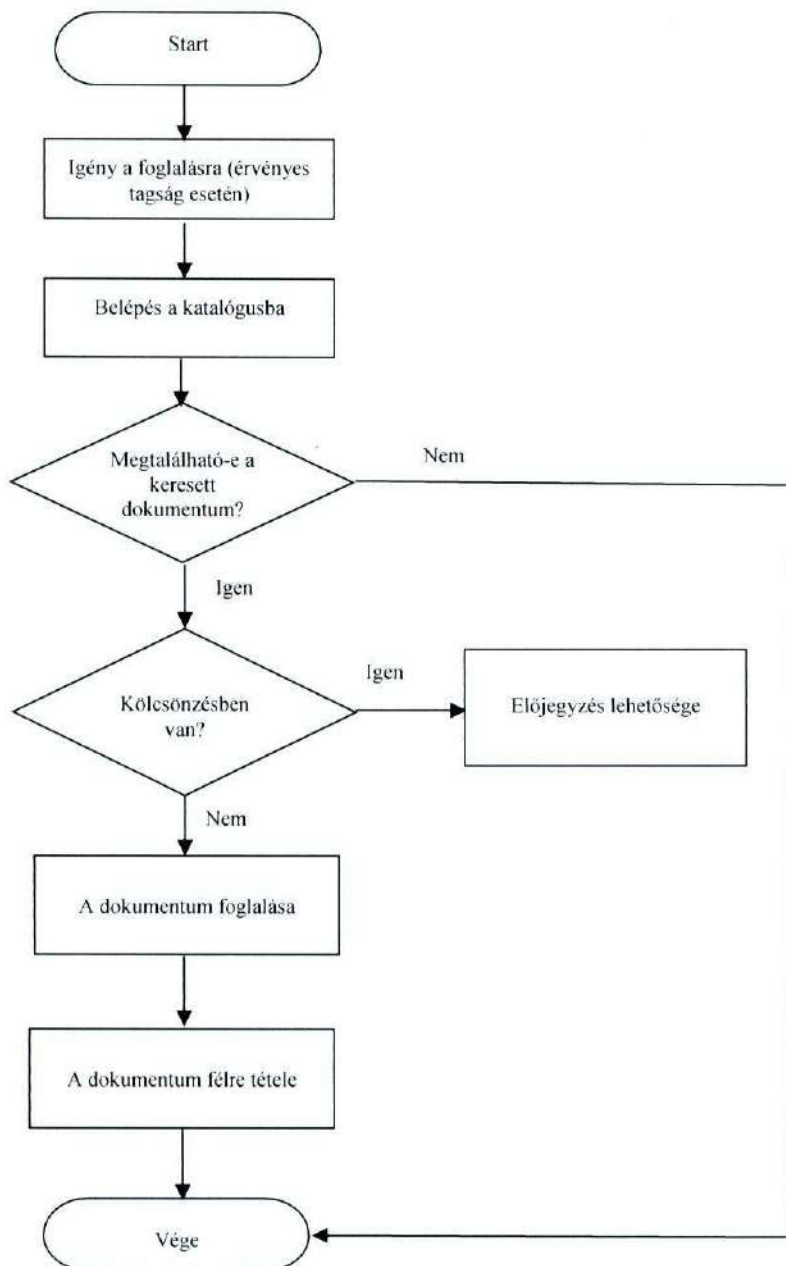 Start
Igény a foglalásra (érvényes
tagság esetén)
Belépés a katalógusba
Megtalálható-e a
keresett
dokumentum?
Nem
Igen
Kölcsönzésben
van?
Igen
Előjegyzés lehetősége
Nem
A dokumentum foglalása
A dokumentum félre tétele
Vége